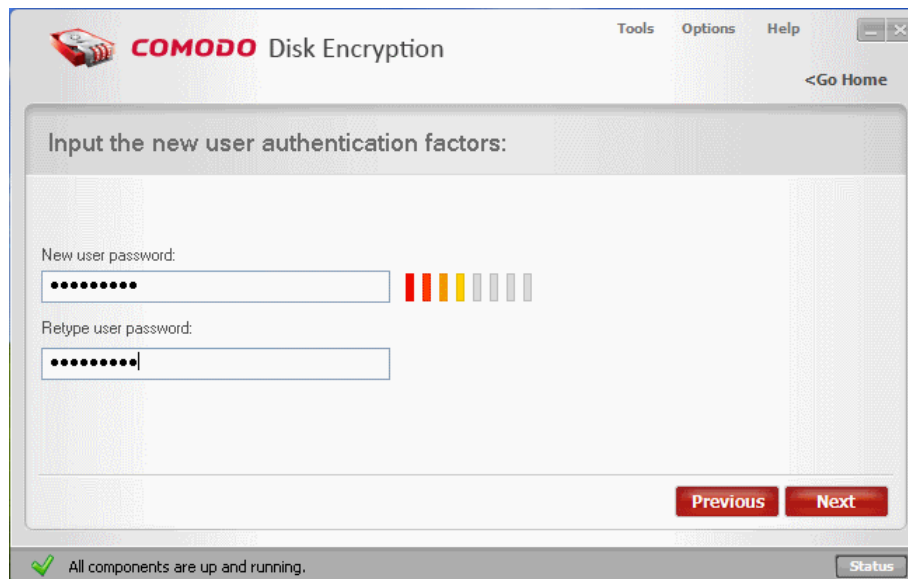 Tools Options Help
COMODO Disk Encryption
<Go Home
Input the new user authentication factors:
New user password:
•••••••••
Retype user password:
•••••••••
Previous Next
All components are up and running. Status